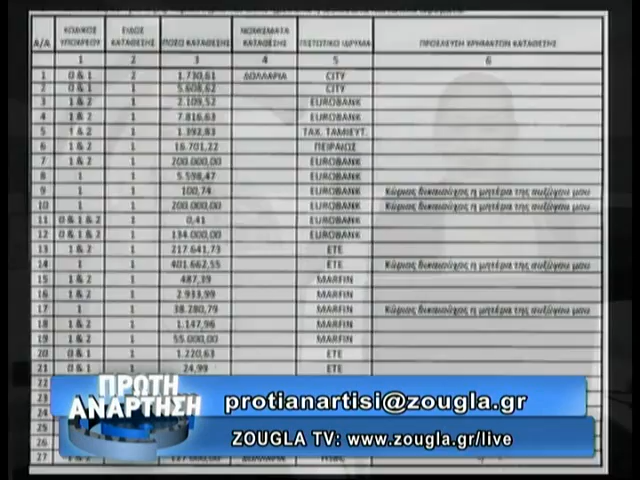 Α/Α ΚΩΔΙΚΟΣ ΥΠΟΧΡΕΟΥ ΕΙΔΟΣ ΚΑΤΑΘΕΣΗΣ ΠΟΣΟ ΚΑΤΑΘΕΣΗΣ ΝΟΜΙΣΜΑΤΑ ΚΑΤΑΘΕΣΗΣ ΠΙΣΤΩΤΙΚΟ ΙΔΡΥΜΑ ΠΡΟΕΛΕΥΣΗ ΧΡΗΜΑΤΩΝ ΚΑΤΑΘΕΣΗΣ
1 2 3 4 5 6
1 0 & 1 2 1.730,61 ΔΟΛΛΑΡΙΑ CITY
2 0 & 1 1 5.608,62 CITY
3 1 & 2 1 2.109,52 EUROBANK
4 1 & 2 1 7.816,63 EUROBANK
5 1 & 2 1 1.392,83 ΤΑΧ. ΤΑΜΙΕΥΤ.
6 1 & 2 1 16.701,22 ΠΕΙΡΑΙΩΣ
7 1 & 2 1 200.000,00 EUROBANK
8 1 1 5.598,47 EUROBANK
9 1 1 100,74 EUROBANK Κύριος δικαιούχος η μητέρα της συζύγου μου
10 1 1 200.000,00 EUROBANK Κύριος δικαιούχος η μητέρα της συζύγου μου
11 0 & 1 & 2 1 0,41 EUROBANK
12 0 & 1 & 2 1 134.000,00 EUROBANK
13 1 & 2 1 217.641,73 ΕΤΕ
14 1 1 401.662,55 ΕΤΕ Κύριος δικαιούχος η μητέρα της συζύγου μου
15 1 & 2 1 487,39 MARFIN
16 1 & 2 1 2.933,99 MARFIN
17 1 1 38.280,79 MARFIN Κύριος δικαιούχος η μητέρα της συζύγου μου
18 1 & 2 1 1.147,96 MARFIN
19 1 & 2 1 55.000,00 MARFIN
20 0 & 1 1 1.220,63 ΕΤΕ
21 0 & 1 1 24,99 ΕΤΕ
22
23
24
25
26
27
ΠΡΩΤΗ ΑΝΑΡΤΗΣΗ
protianartisi@zougla.gr
ZOUGLA TV: www.zougla.gr/live